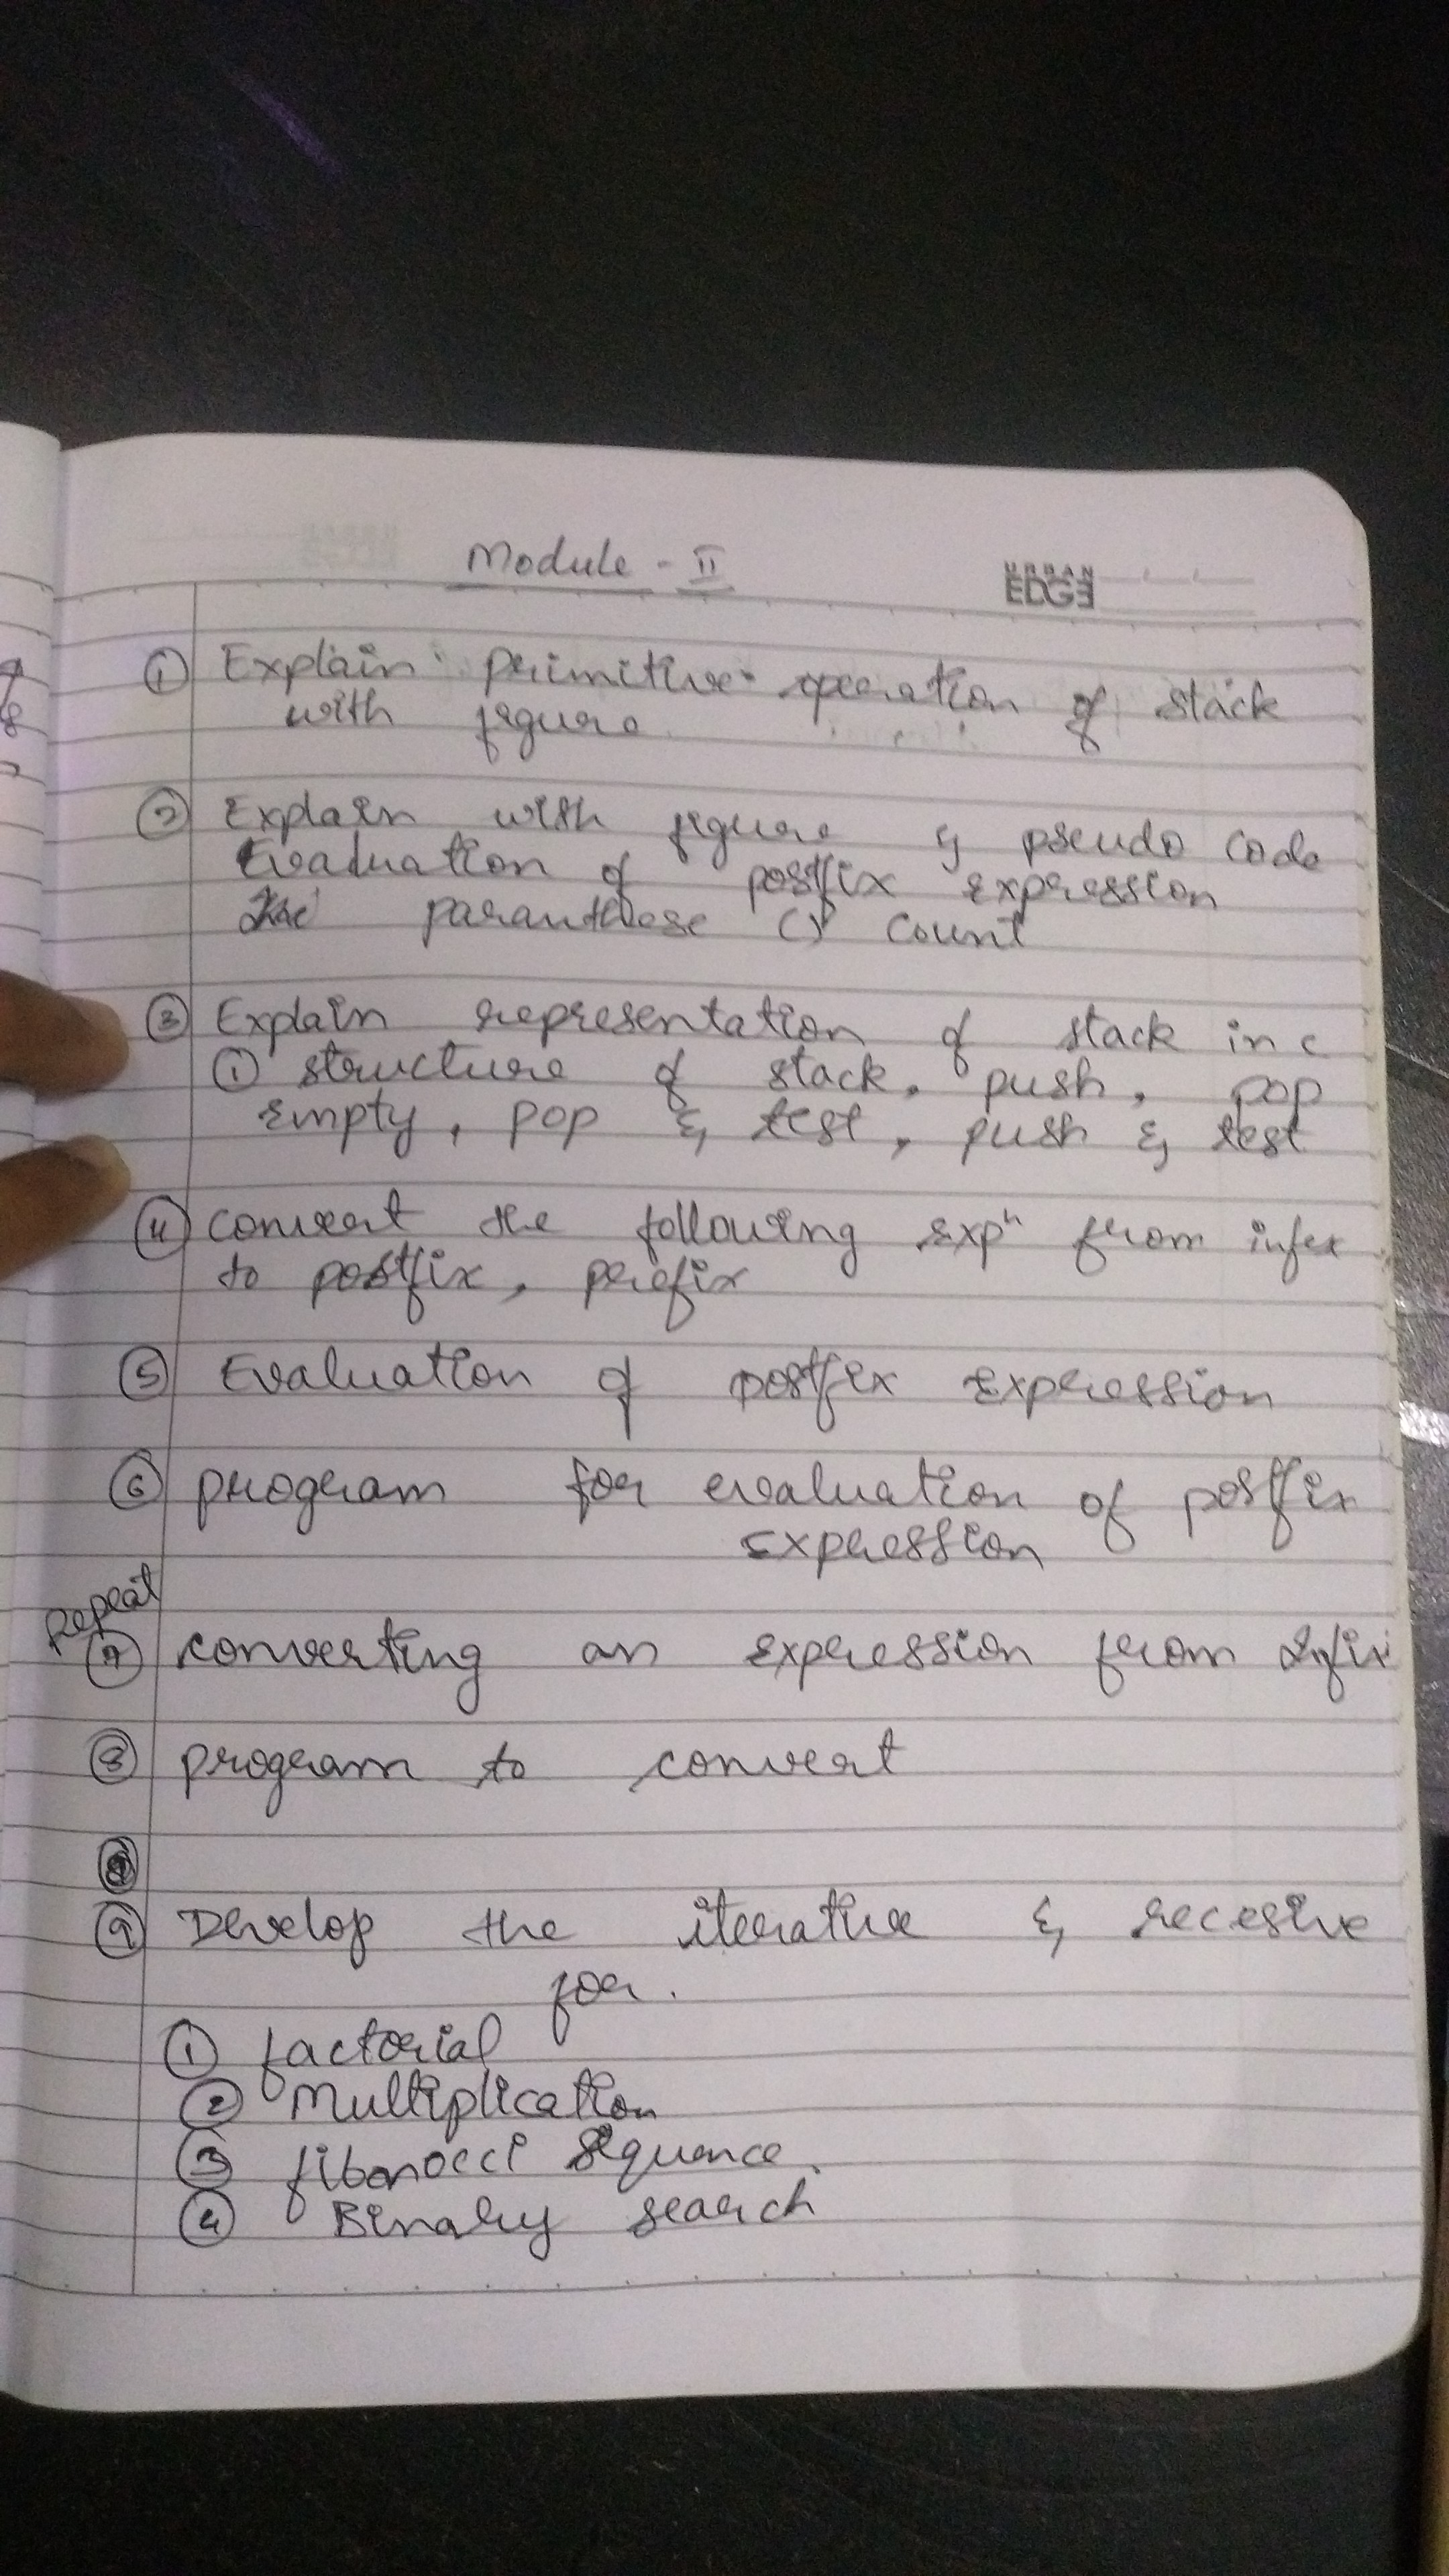 Module - II
URBAN
EDGE
① Explain primitive operation of stack
with figure
② Explain with figure & pseudo code
Evaluation of postfix expression
the paranthese () count
③ Explain representation of stack in c
① structure of stack, push, pop
empty, pop & test, push & test
④ convert the following expⁿ from infix
to postfix, prefix
⑤ Evaluation of postfix expression
⑥ program for evaluation of postfix
expression
Repeat
⑦ converting an expression from Infix
⑧ program to convert
⑨ Develop the iterative & recesive
for.
① factorial
② Multiplication
③ fibonocci sequence.
④ Binary search